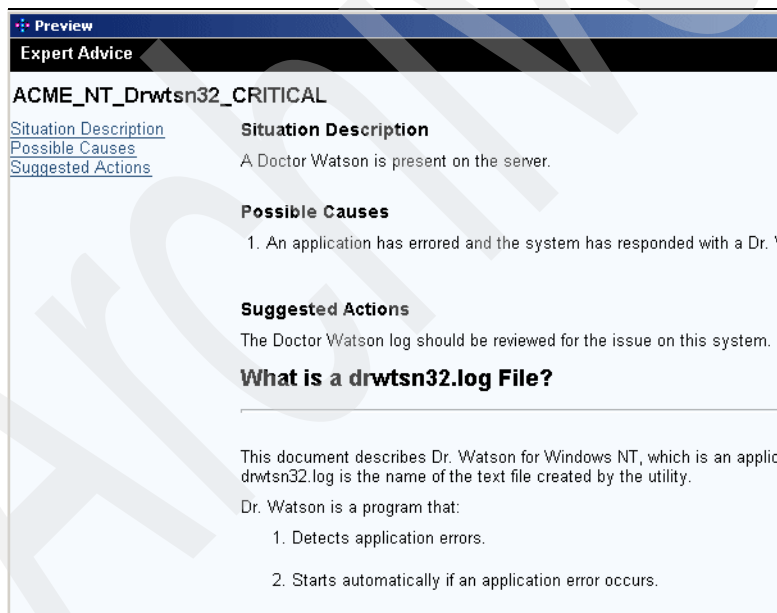 Preview
Expert Advice
ACME_NT_Drwtsn32_CRITICAL
Situation Description
Possible Causes
Suggested Actions
Situation Description
A Doctor Watson is present on the server.
Possible Causes
1. An application has errored and the system has responded with a Dr.
Suggested Actions
The Doctor Watson log should be reviewed for the issue on this system.
What is a drwtsn32.log File?
This document describes Dr. Watson for Windows NT, which is an applic
drwtsn32.log is the name of the text file created by the utility.
Dr. Watson is a program that:
1. Detects application errors.
2. Starts automatically if an application error occurs.